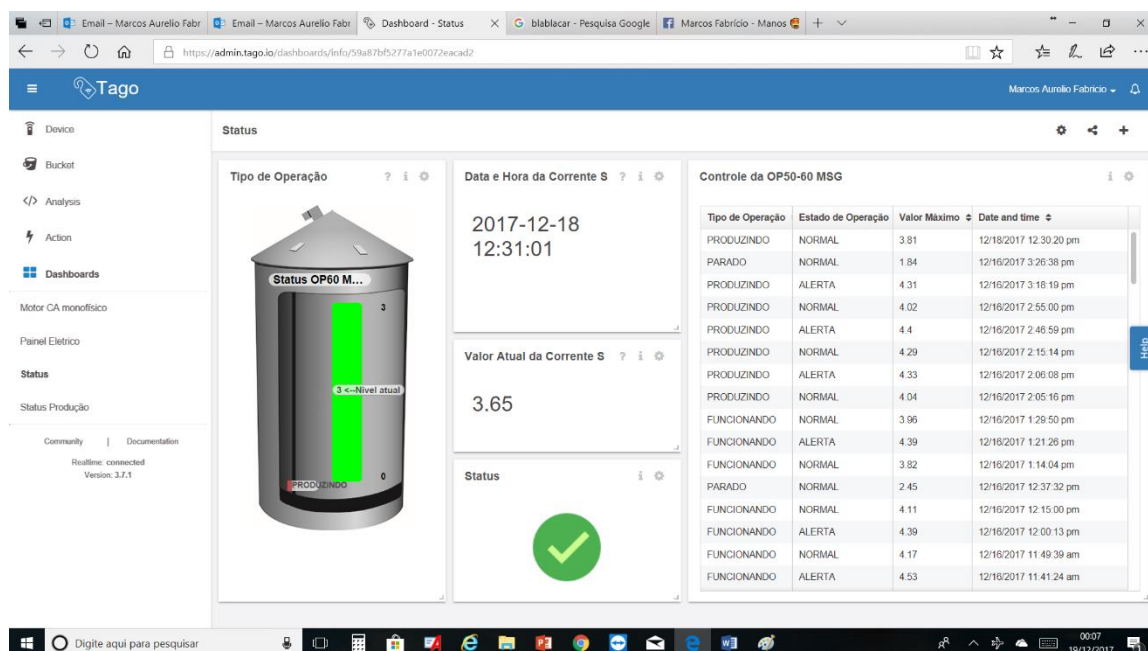 Email – Marcos Aurelio Fabr
Email – Marcos Aurelio Fabr
Dashboard - Status
blablacar - Pesquisa Google
Marcos Fabrício - Manos
https://admin.tago.io/dashboards/info/59a87bf5277a1e0072eacad2
Tago
Marcos Aurelio Fabricio
Device
Bucket
Analysis
Action
Dashboards
Motor CA monofísico
Painel Eletrico
Status
Status Produção
Community | Documentation
Realtime: connected
Version: 3.7.1
Status
Tipo de Operação
Status OP60 M...
3
3 <--Nível atual
PRODUZINDO
0
Data e Hora da Corrente S
2017-12-18
12:31:01
Valor Atual da Corrente S
3.65
Status
Controle da OP50-60 MSG
Tipo de Operação Estado de Operação Valor Máximo Date and time
PRODUZINDO NORMAL 3.81 12/18/2017 12:30:20 pm
PARADO NORMAL 1.84 12/16/2017 3:26:38 pm
PRODUZINDO ALERTA 4.31 12/16/2017 3:18:19 pm
PRODUZINDO NORMAL 4.02 12/16/2017 2:55:00 pm
PRODUZINDO ALERTA 4.4 12/16/2017 2:46:59 pm
PRODUZINDO NORMAL 4.29 12/16/2017 2:15:14 pm
PRODUZINDO ALERTA 4.33 12/16/2017 2:06:08 pm
PRODUZINDO NORMAL 4.04 12/16/2017 2:05:16 pm
FUNCIONANDO NORMAL 3.96 12/16/2017 1:29:50 pm
FUNCIONANDO ALERTA 4.39 12/16/2017 1:21:26 pm
FUNCIONANDO NORMAL 3.82 12/16/2017 1:14:04 pm
PARADO NORMAL 2.45 12/16/2017 12:37:32 pm
FUNCIONANDO NORMAL 4.11 12/16/2017 12:15:00 pm
FUNCIONANDO ALERTA 4.39 12/16/2017 12:00:13 pm
FUNCIONANDO NORMAL 4.17 12/16/2017 11:49:39 am
FUNCIONANDO ALERTA 4.53 12/16/2017 11:41:24 am
Help
Digite aqui para pesquisar
00:07
19/12/2017